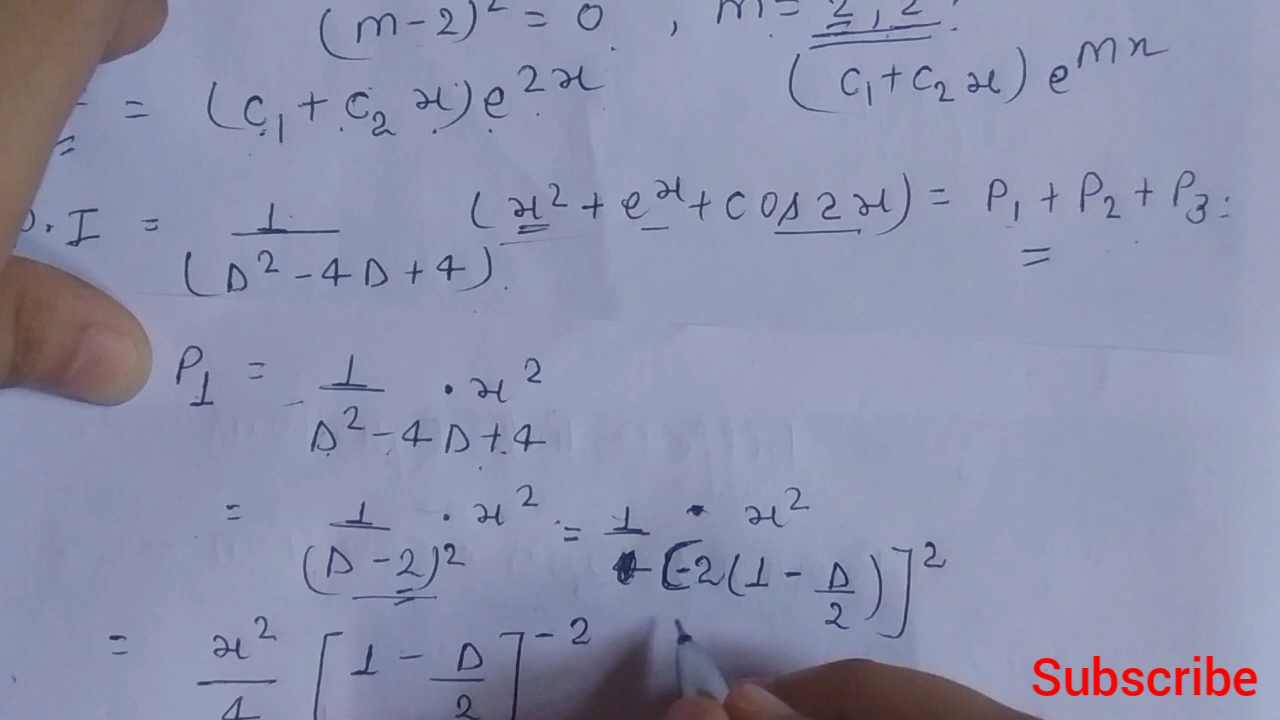 (m-2)² = 0 , m = 2, 2.
= (c₁ + c₂ x) e²ˣ (c₁ + c₂ x) eᵐˣ
P.I = 1/(D² - 4D + 4) (x² + eˣ + cos 2x) = P₁ + P₂ + P₃
P₁ = 1/(D² - 4D + 4) · x²
= 1/(D - 2)² · x² = 1/[-2(1 - D/2)]² · x²
= x²/4 [1 - D/2]⁻²
Subscribe